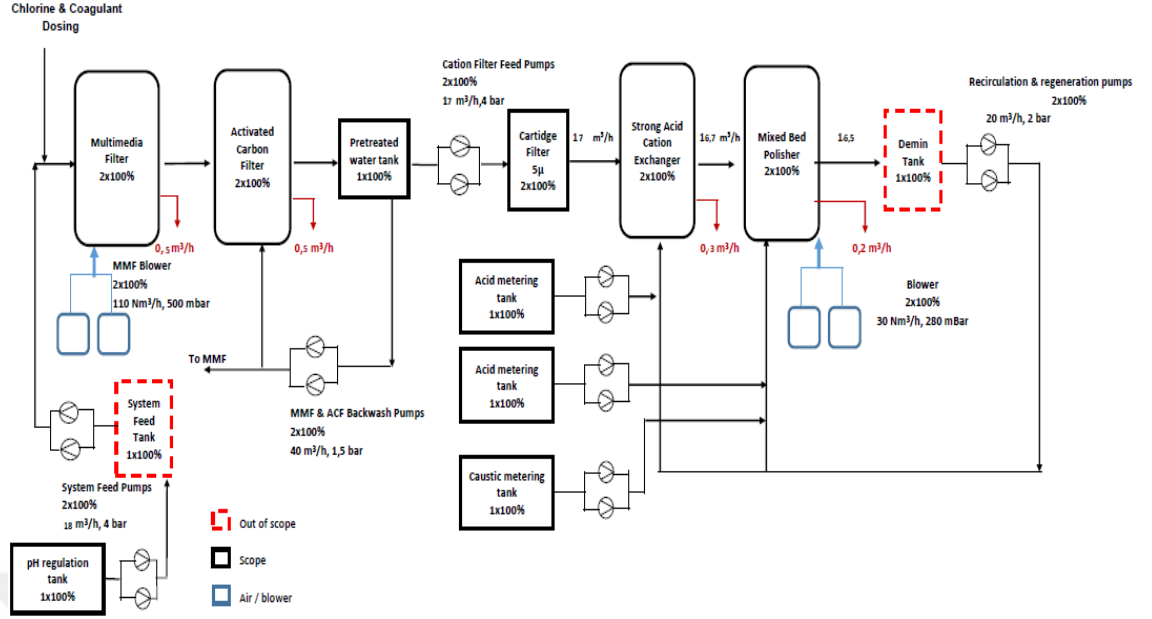 Chlorine & Coagulant
Dosing
Multimedia
Filter
2x100%
0,5m³/h
MMF Blower
2x100%
110 Nm³/h, 500 mbar
Activated
Carbon
Filter
2x100%
0,5 m³/h
Pretreated
water tank
1x100%
Cation Filter Feed Pumps
2x100%
17 m³/h,4 bar
Cartidge
Filter
5μ
2x100%
17 m³/h
Strong Acid
Cation
Exchanger
2x100%
0,3 m³/h
16,7 m³/h
Mixed Bed
Polisher
2x100%
0,2 m³/h
16,5
Demin
Tank
1x100%
Recirculation & regeneration pumps
2x100%
20 m³/h, 2 bar
Blower
2x100%
30 Nm³/h, 280 mBar
Acid metering
tank
1x100%
Acid metering
tank
1x100%
Caustic metering
tank
1x100%
To MMF
MMF & ACF Backwash Pumps
2x100%
40 m³/h, 1,5 bar
System
Feed
Tank
1x100%
System Feed Pumps
2x100%
18 m³/h, 4 bar
pH regulation
tank
1x100%
Out of scope
Scope
Air / blower